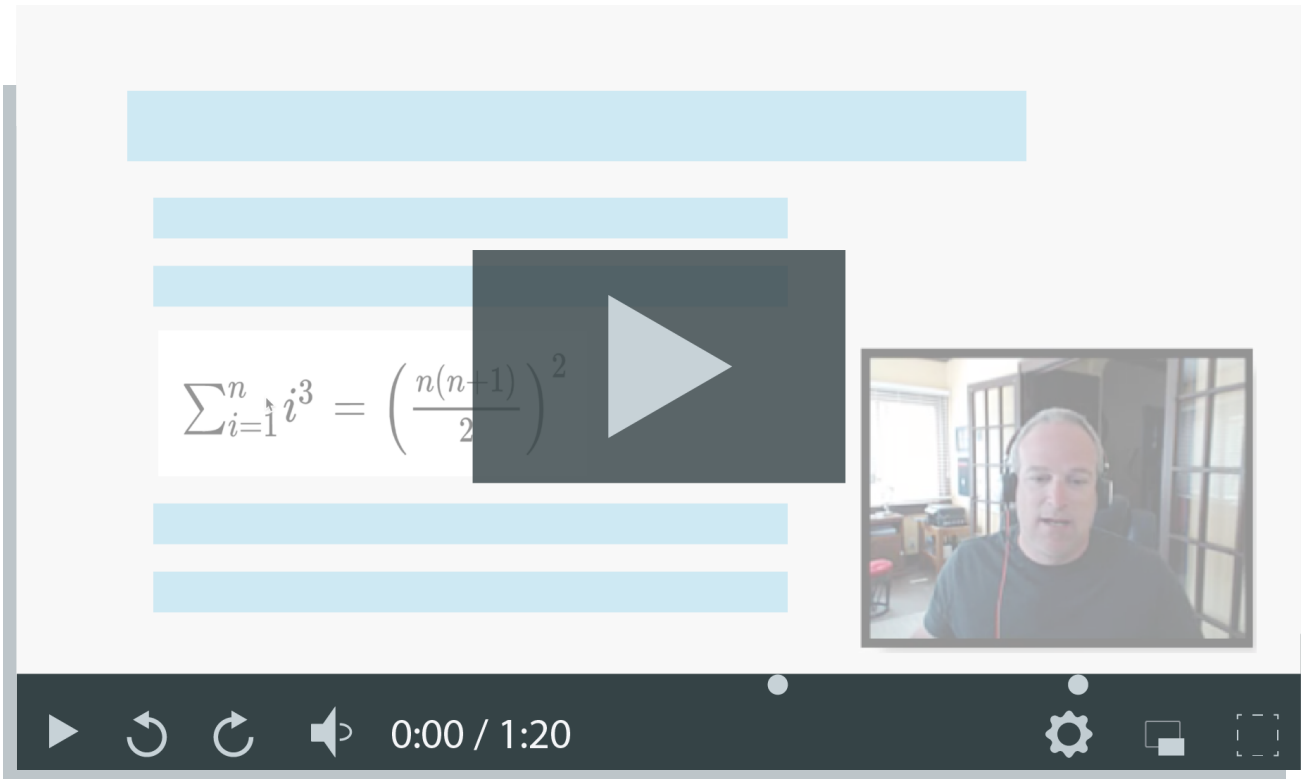 ∑ⁿᵢ₌₁ i³ = (n(n+1)/2)²
0:00 / 1:20